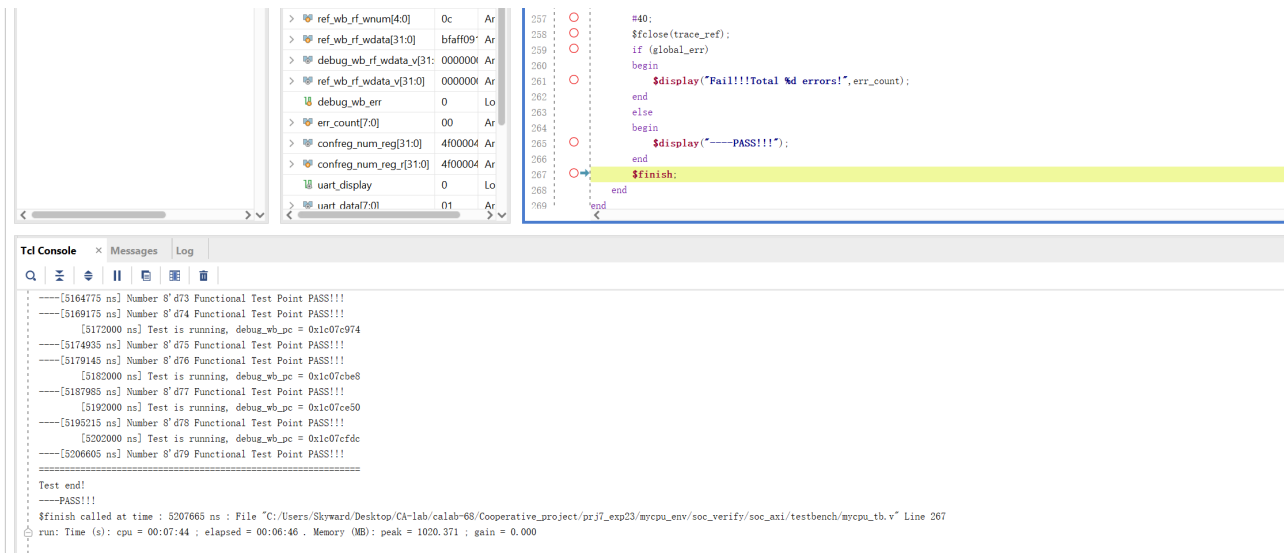 ref_wb_rf_wnum[4:0] 0c Ar
ref_wb_rf_wdata[31:0] bfaff091 Ar
debug_wb_rf_wdata_v[31: 0000000 Ar
ref_wb_rf_wdata_v[31:0] 0000000 Ar
debug_wb_err 0 Lo
err_count[7:0] 00 Ar
confreg_num_reg[31:0] 4f00004 Ar
confreg_num_reg_r[31:0] 4f00004 Ar
uart_display 0 Lo
uart_data[7:0] 01 Ar
257 #40;
258 $fclose(trace_ref);
259 if (global_err)
260 begin
261 $display("Fail!!!Total %d errors!",err_count);
262 end
263 else
264 begin
265 $display("----PASS!!!");
266 end
267 $finish;
268 end
269 end
Tcl Console × Messages Log
----[5164775 ns] Number 8'd73 Functional Test Point PASS!!!
----[5169175 ns] Number 8'd74 Functional Test Point PASS!!!
[5172000 ns] Test is running, debug_wb_pc = 0x1c07c974
----[5174935 ns] Number 8'd75 Functional Test Point PASS!!!
----[5179145 ns] Number 8'd76 Functional Test Point PASS!!!
[5182000 ns] Test is running, debug_wb_pc = 0x1c07cbe8
----[5187985 ns] Number 8'd77 Functional Test Point PASS!!!
[5192000 ns] Test is running, debug_wb_pc = 0x1c07ce50
----[5195215 ns] Number 8'd78 Functional Test Point PASS!!!
[5202000 ns] Test is running, debug_wb_pc = 0x1c07cfdc
----[5206605 ns] Number 8'd79 Functional Test Point PASS!!!
==============================================================
Test end!
----PASS!!!
$finish called at time : 5207665 ns : File "C:/Users/Skyward/Desktop/CA-lab/calab-68/Cooperative_project/prj7_exp23/mycpu_env/soc_verify/soc_axi/testbench/mycpu_tb.v" Line 267
run: Time (s): cpu = 00:07:44 ; elapsed = 00:06:46 . Memory (MB): peak = 1020.371 ; gain = 0.000